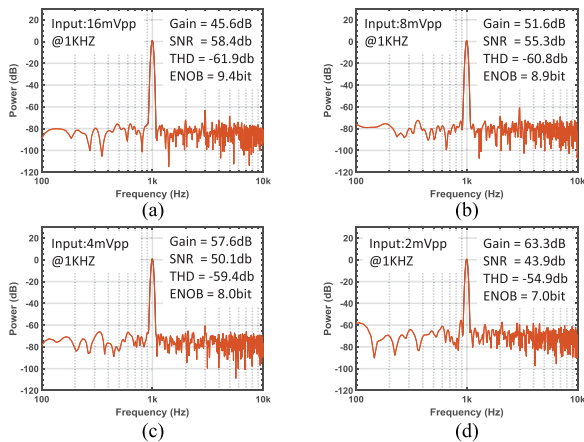 Input:16mVpp
@1KHZ
Gain = 45.6dB
SNR = 58.4db
THD = -61.9db
ENOB = 9.4bit
Power (dB)
20
0
-20
-40
-60
-80
-100
-120
100
1k
10k
Frequency (Hz)
(a)
Input:8mVpp
@1KHZ
Gain = 51.6dB
SNR = 55.3db
THD = -60.8db
ENOB = 8.9bit
Power (dB)
20
0
-20
-40
-60
-80
-100
-120
100
1k
10k
Frequency (Hz)
(b)
Input:4mVpp
@1KHZ
Gain = 57.6dB
SNR = 50.1db
THD = -59.4db
ENOB = 8.0bit
Power (dB)
20
0
-20
-40
-60
-80
-100
-120
100
1k
10k
Frequency (Hz)
(c)
Input:2mVpp
@1KHZ
Gain = 63.3dB
SNR = 43.9db
THD = -54.9db
ENOB = 7.0bit
Power (dB)
20
0
-20
-40
-60
-80
-100
-120
100
1k
10k
Frequency (Hz)
(d)